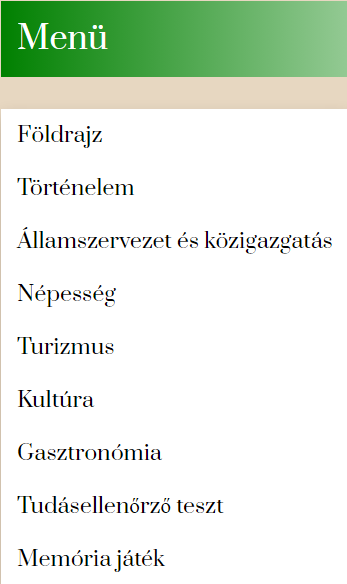 Menü
Földrajz
Történelem
Államszervezet és közigazgatás
Népesség
Turizmus
Kultúra
Gasztronómia
Tudásellenőrző teszt
Memória játék